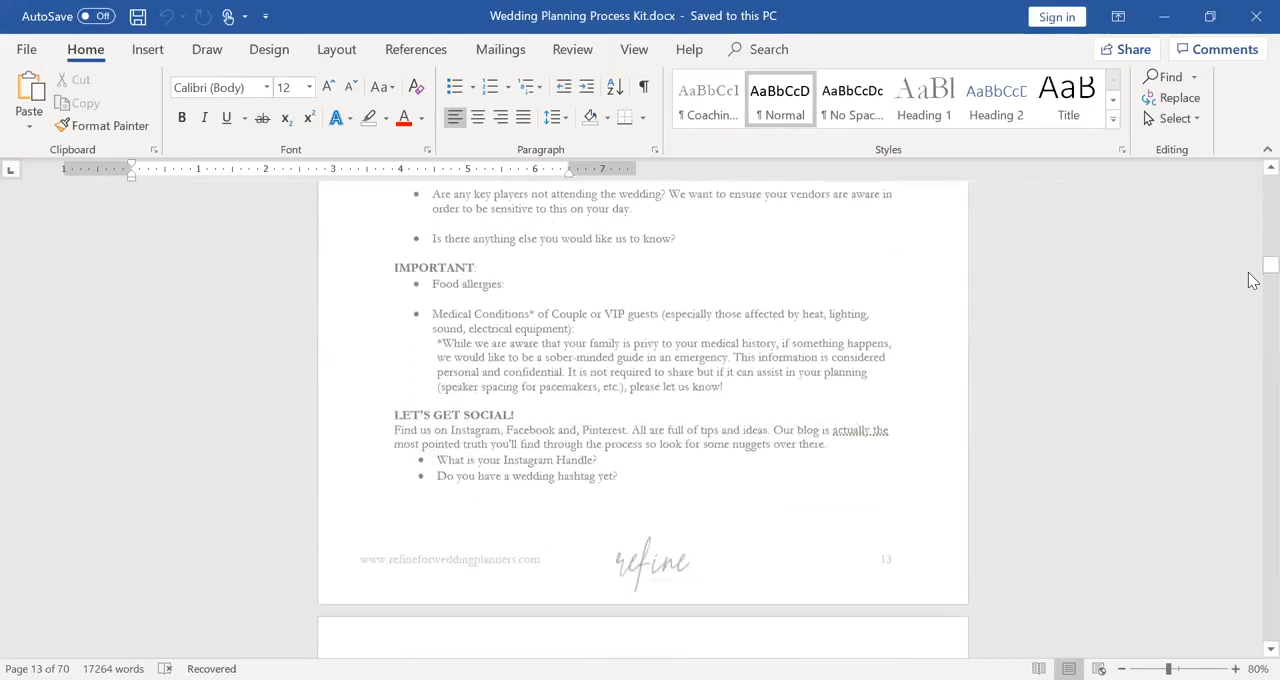 AutoSave Off Wedding Planning Process Kit.docx - Saved to this PC Sign in
File Home Insert Draw Design Layout References Mailings Review View Help Search Share Comments
Paste Cut Copy Format Painter
Calibri (Body) 12
AaBbCcI AaBbCcD AaBbCcDc AaBl AaBbCcD AaB
¶ Coachin... ¶ Normal ¶ No Spac... Heading 1 Heading 2 Title
Find Replace Select
Clipboard Font Paragraph Styles Editing
1 1 2 3 4 5 6 7
Are any key players not attending the wedding? We want to ensure your vendors are aware in
order to be sensitive to this on your day.
Is there anything else you would like us to know?
IMPORTANT:
Food allergies:
Medical Conditions* of Couple or VIP guests (especially those affected by heat, lighting,
sound, electrical equipment):
*While we are aware that your family is privy to your medical history, if something happens,
we would like to be a sober-minded guide in an emergency. This information is considered
personal and confidential. It is not required to share but if it can assist in your planning
(speaker spacing for pacemakers, etc.), please let us know!
LET'S GET SOCIAL!
Find us on Instagram, Facebook and, Pinterest. All are full of tips and ideas. Our blog is actually the
most pointed truth you'll find through the process so look for some nuggets over there.
What is your Instagram Handle?
Do you have a wedding hashtag yet?
www.refineforweddingplanners.com refine 13
Page 13 of 70 17264 words Recovered 80%